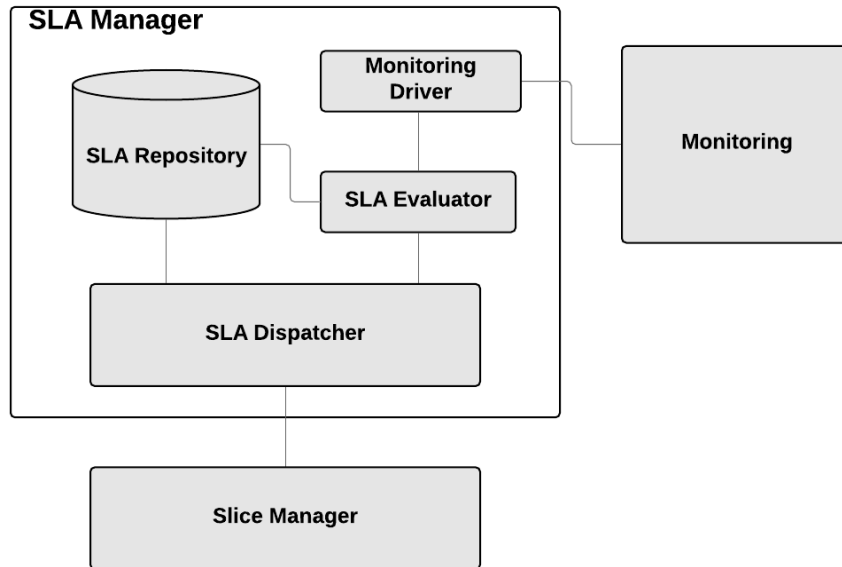 SLA Manager
Monitoring
Driver
Monitoring
SLA Repository
SLA Evaluator
SLA Dispatcher
Slice Manager